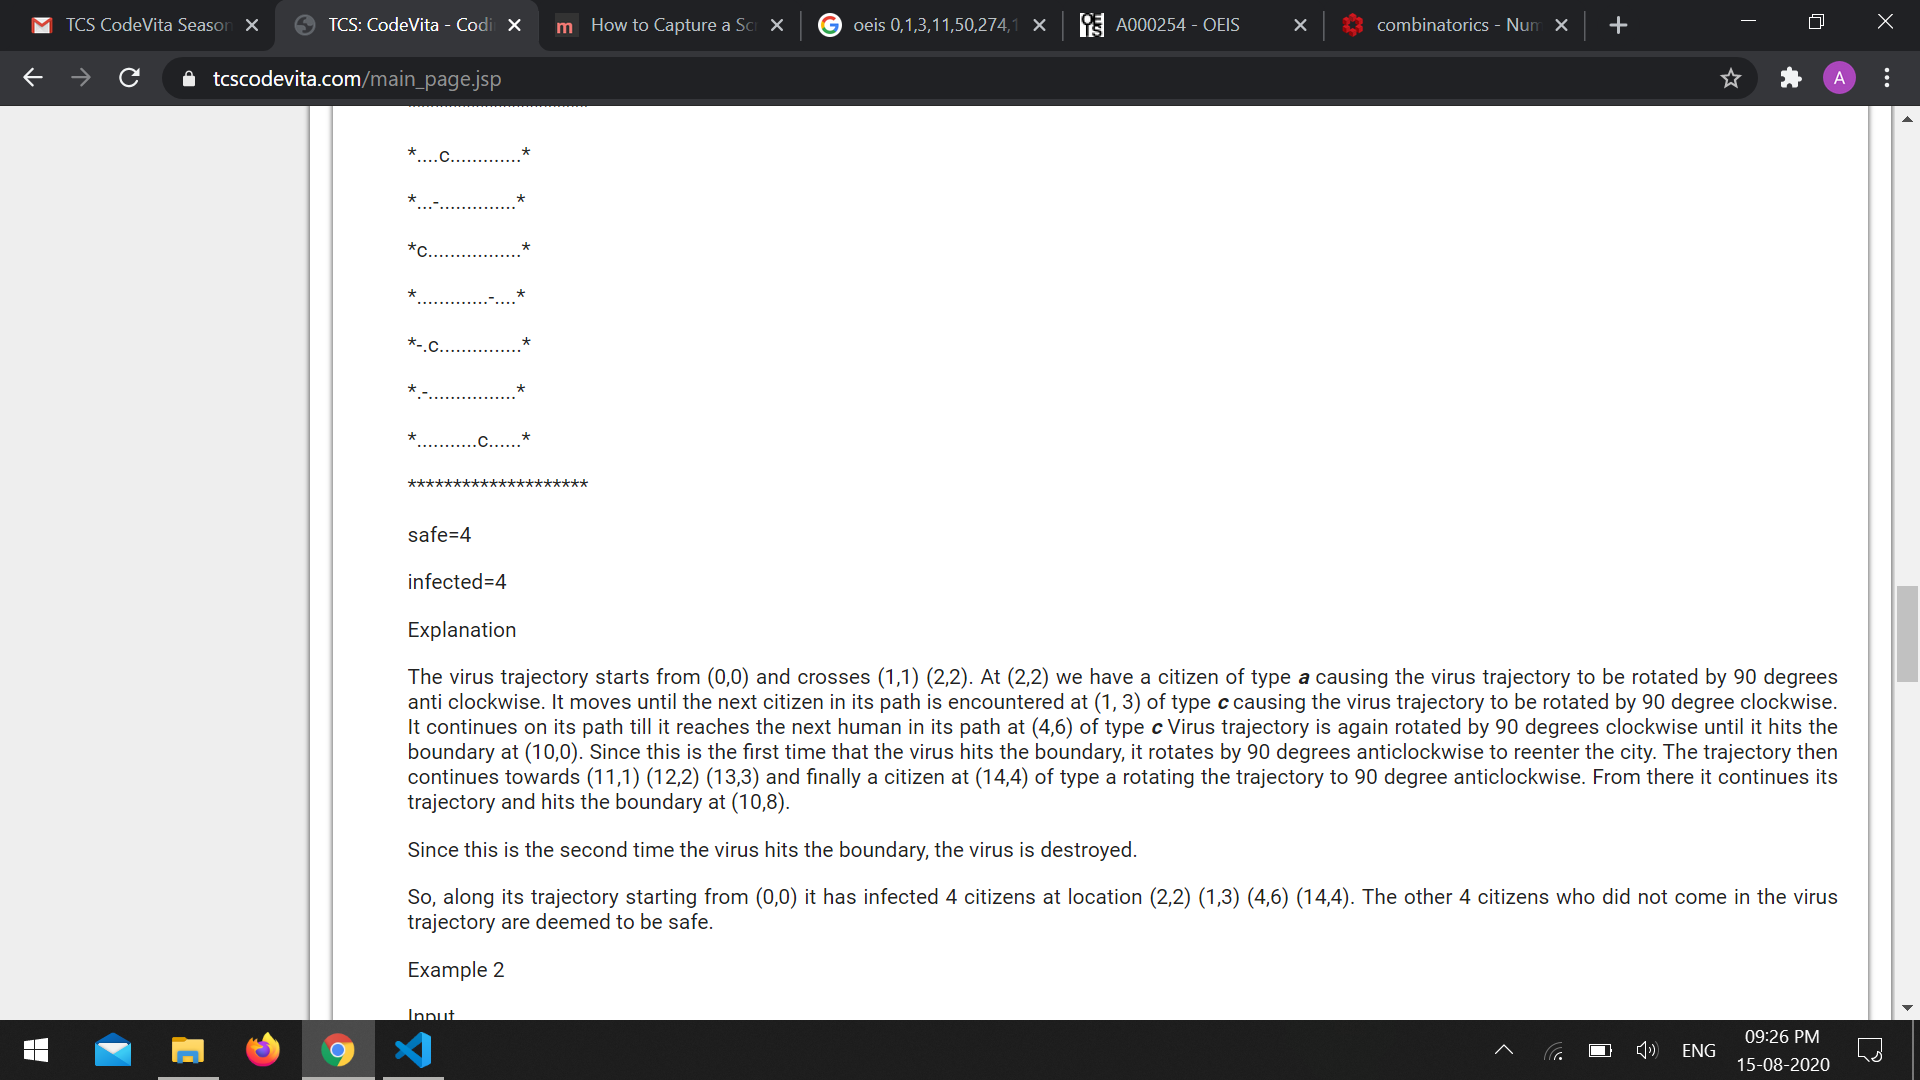 TCS CodeVita Season
TCS: CodeVita - Codi
How to Capture a Sc
oeis 0,1,3,11,50,274,1
A000254 - OEIS
combinatorics - Num
tcscodevita.com/main_page.jsp
A
*....c.............*
*...-..............*
*c.................*
*.............-....*
*-.c...............*
*.-................*
*...........c......*
********************
safe=4
infected=4
Explanation
The virus trajectory starts from (0,0) and crosses (1,1) (2,2). At (2,2) we have a citizen of type a causing the virus trajectory to be rotated by 90 degrees
anti clockwise. It moves until the next citizen in its path is encountered at (1, 3) of type c causing the virus trajectory to be rotated by 90 degree clockwise.
It continues on its path till it reaches the next human in its path at (4,6) of type c Virus trajectory is again rotated by 90 degrees clockwise until it hits the
boundary at (10,0). Since this is the first time that the virus hits the boundary, it rotates by 90 degrees anticlockwise to reenter the city. The trajectory then
continues towards (11,1) (12,2) (13,3) and finally a citizen at (14,4) of type a rotating the trajectory to 90 degree anticlockwise. From there it continues its
trajectory and hits the boundary at (10,8).
Since this is the second time the virus hits the boundary, the virus is destroyed.
So, along its trajectory starting from (0,0) it has infected 4 citizens at location (2,2) (1,3) (4,6) (14,4). The other 4 citizens who did not come in the virus
trajectory are deemed to be safe.
Example 2
Input
ENG
09:26 PM
15-08-2020